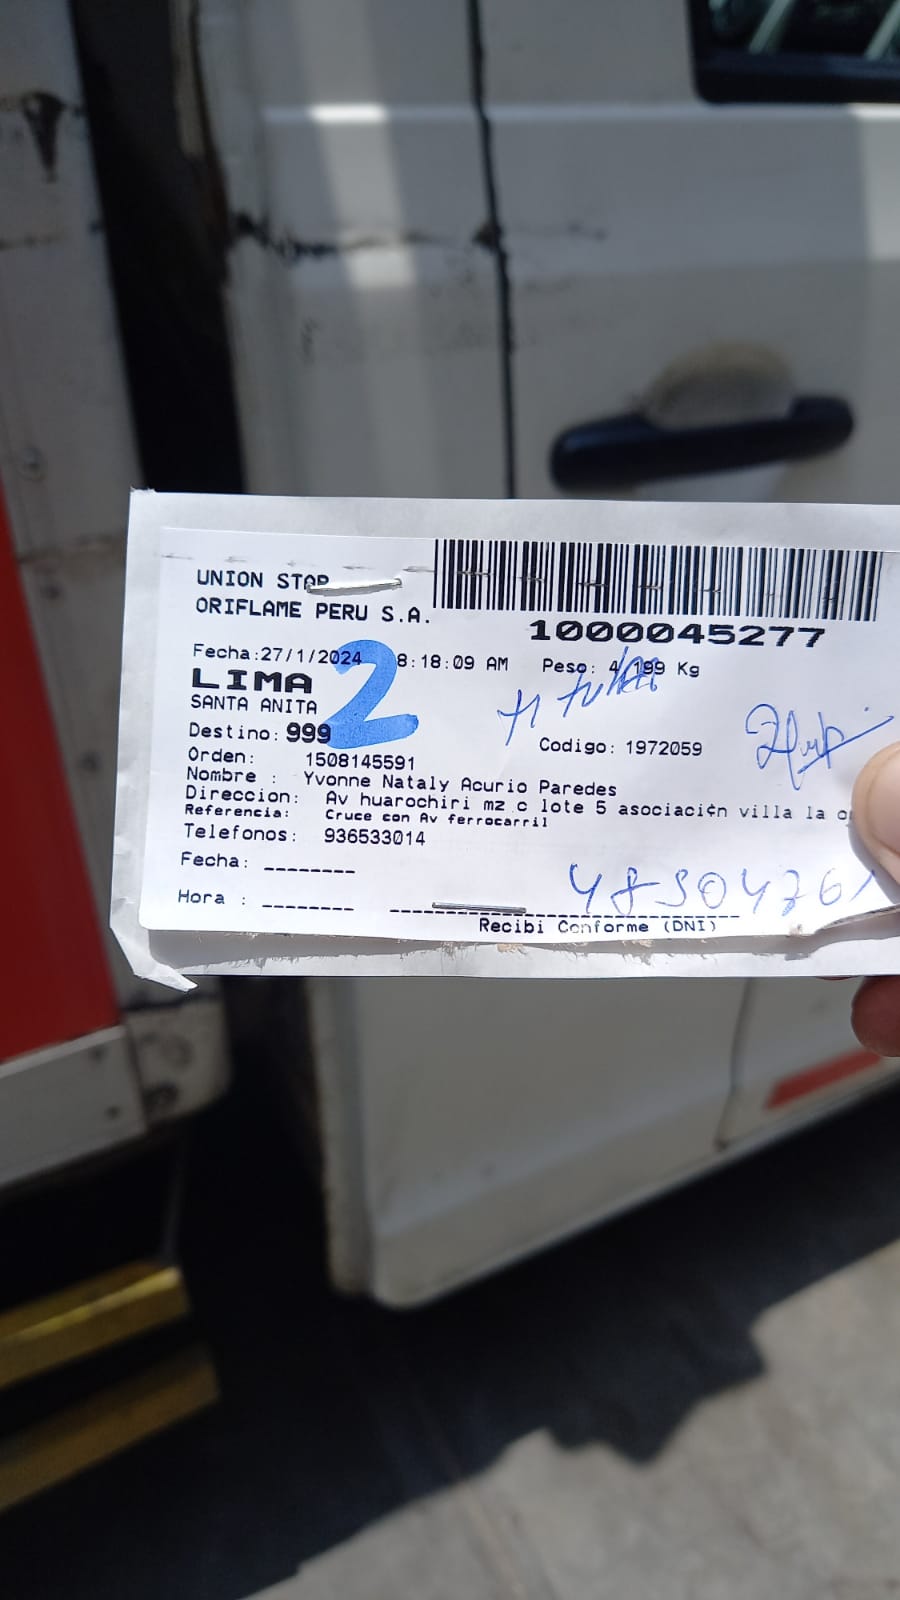 UNION STAR
ORIFLAME PERU S.A.
1000045277
Fecha:27/1/2024 8:18:09 AM Peso: 4,199 Kg
2
LIMA
SANTA ANITA
titular
Destino: 999
Codigo: 1972059
Orden: 1508145591
Nombre : Yvonne Nataly Acurio Paredes
Direccion: Av huarochiri mz c lote 5 asociación villa la
Referencia: Cruce con Av ferrocarril
Telefonos: 936533014
Fecha:
Hora :
Recibi Conforme (DNI)